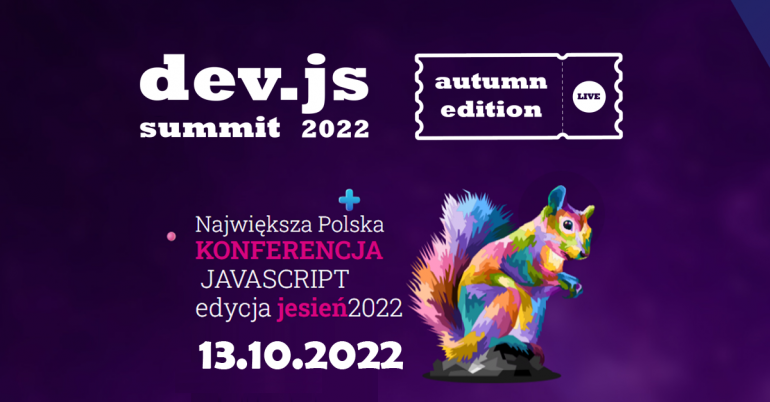 dev.js
summit 2022
autumn
edition
LIVE
Największa Polska
KONFERENCJA
JAVASCRIPT
edycja jesień2022
13.10.2022